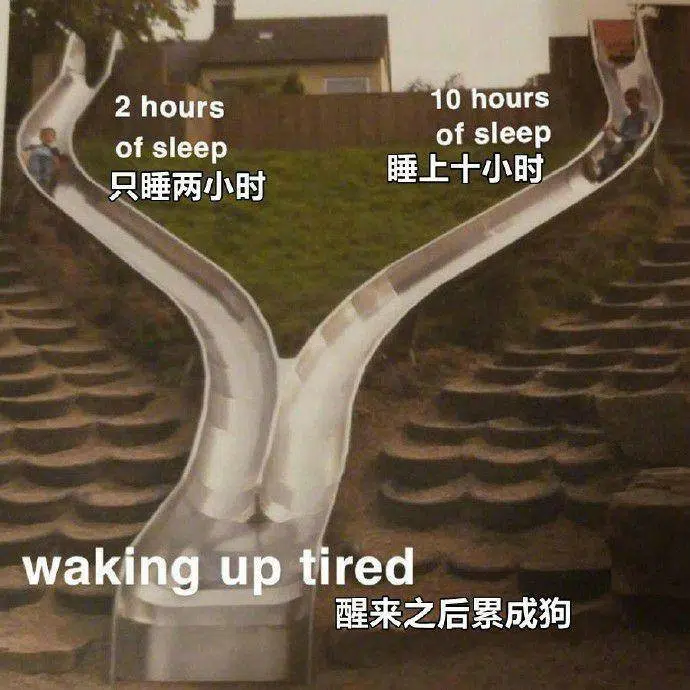 2 hours
of sleep
只睡两小时
10 hours
of sleep
睡上十小时
waking up tired
醒来之后累成狗